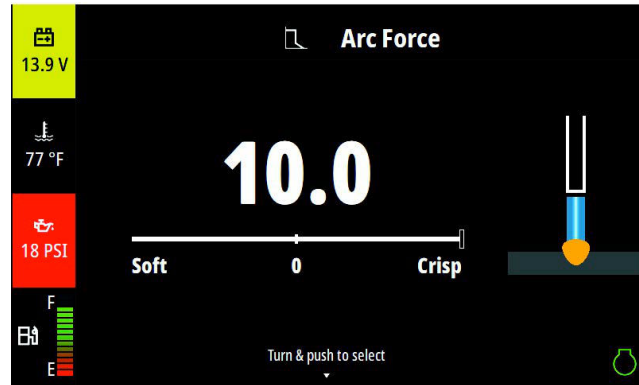 Arc Force
13.9 V
77 °F
10.0
18 PSI
Soft 0 Crisp
F
E
Turn & push to select